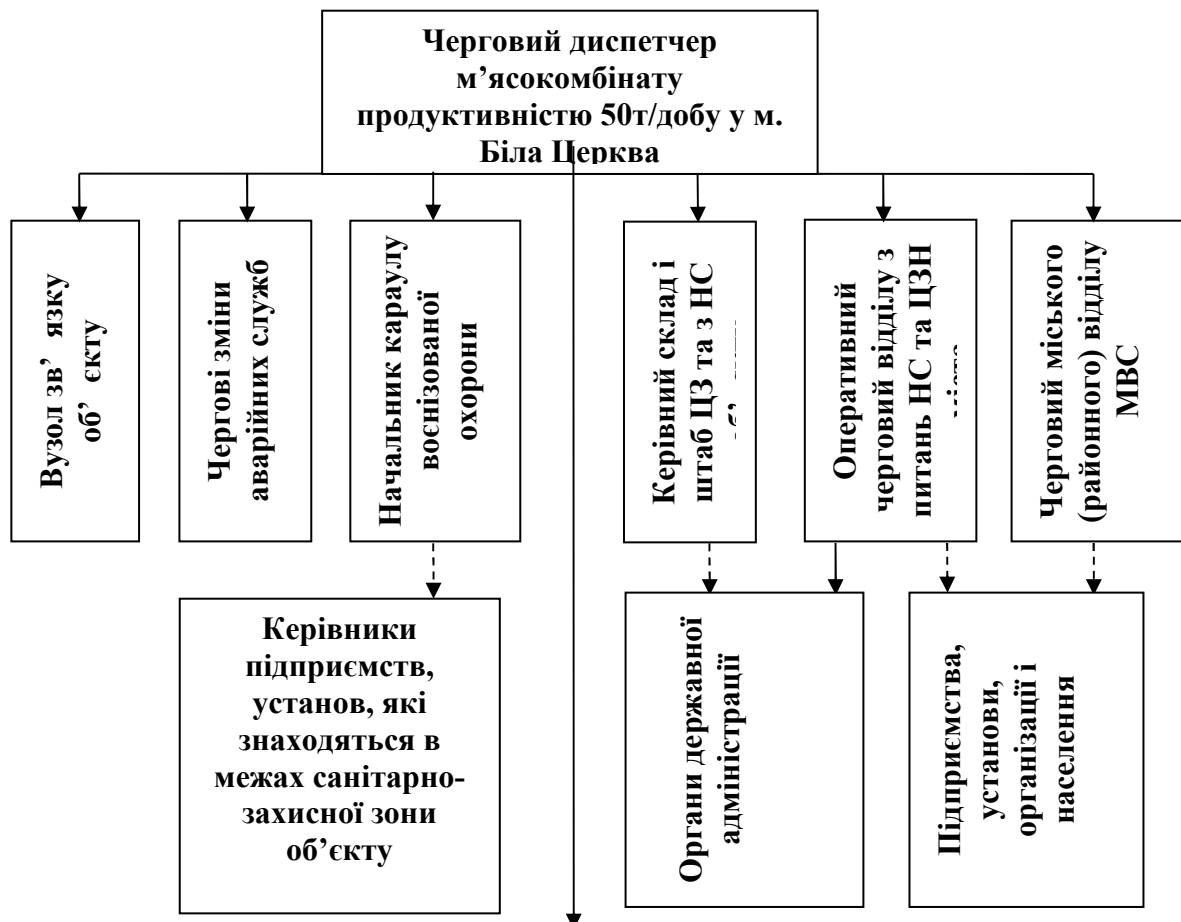 Черговий диспетчер
м’ясокомбінату
продуктивністю 50т/добу у м.
Біла Церква
Вузол зв’ язку
об’ єкту
Чергові зміни
аварійних служб
Начальник караулу
воєнізованої
охорони
Керівний склад і
штаб ЦЗ та з НС
Оперативний
черговий відділу з
питань НС та ЦЗН
Черговий міського
(районного) відділу
МВС
Керівники
підприємств,
установ, які
знаходяться в
межах санітарно-
захисної зони
об’єкту
Органи державної
адміністрації
Підприємства,
установи,
організації і
населення